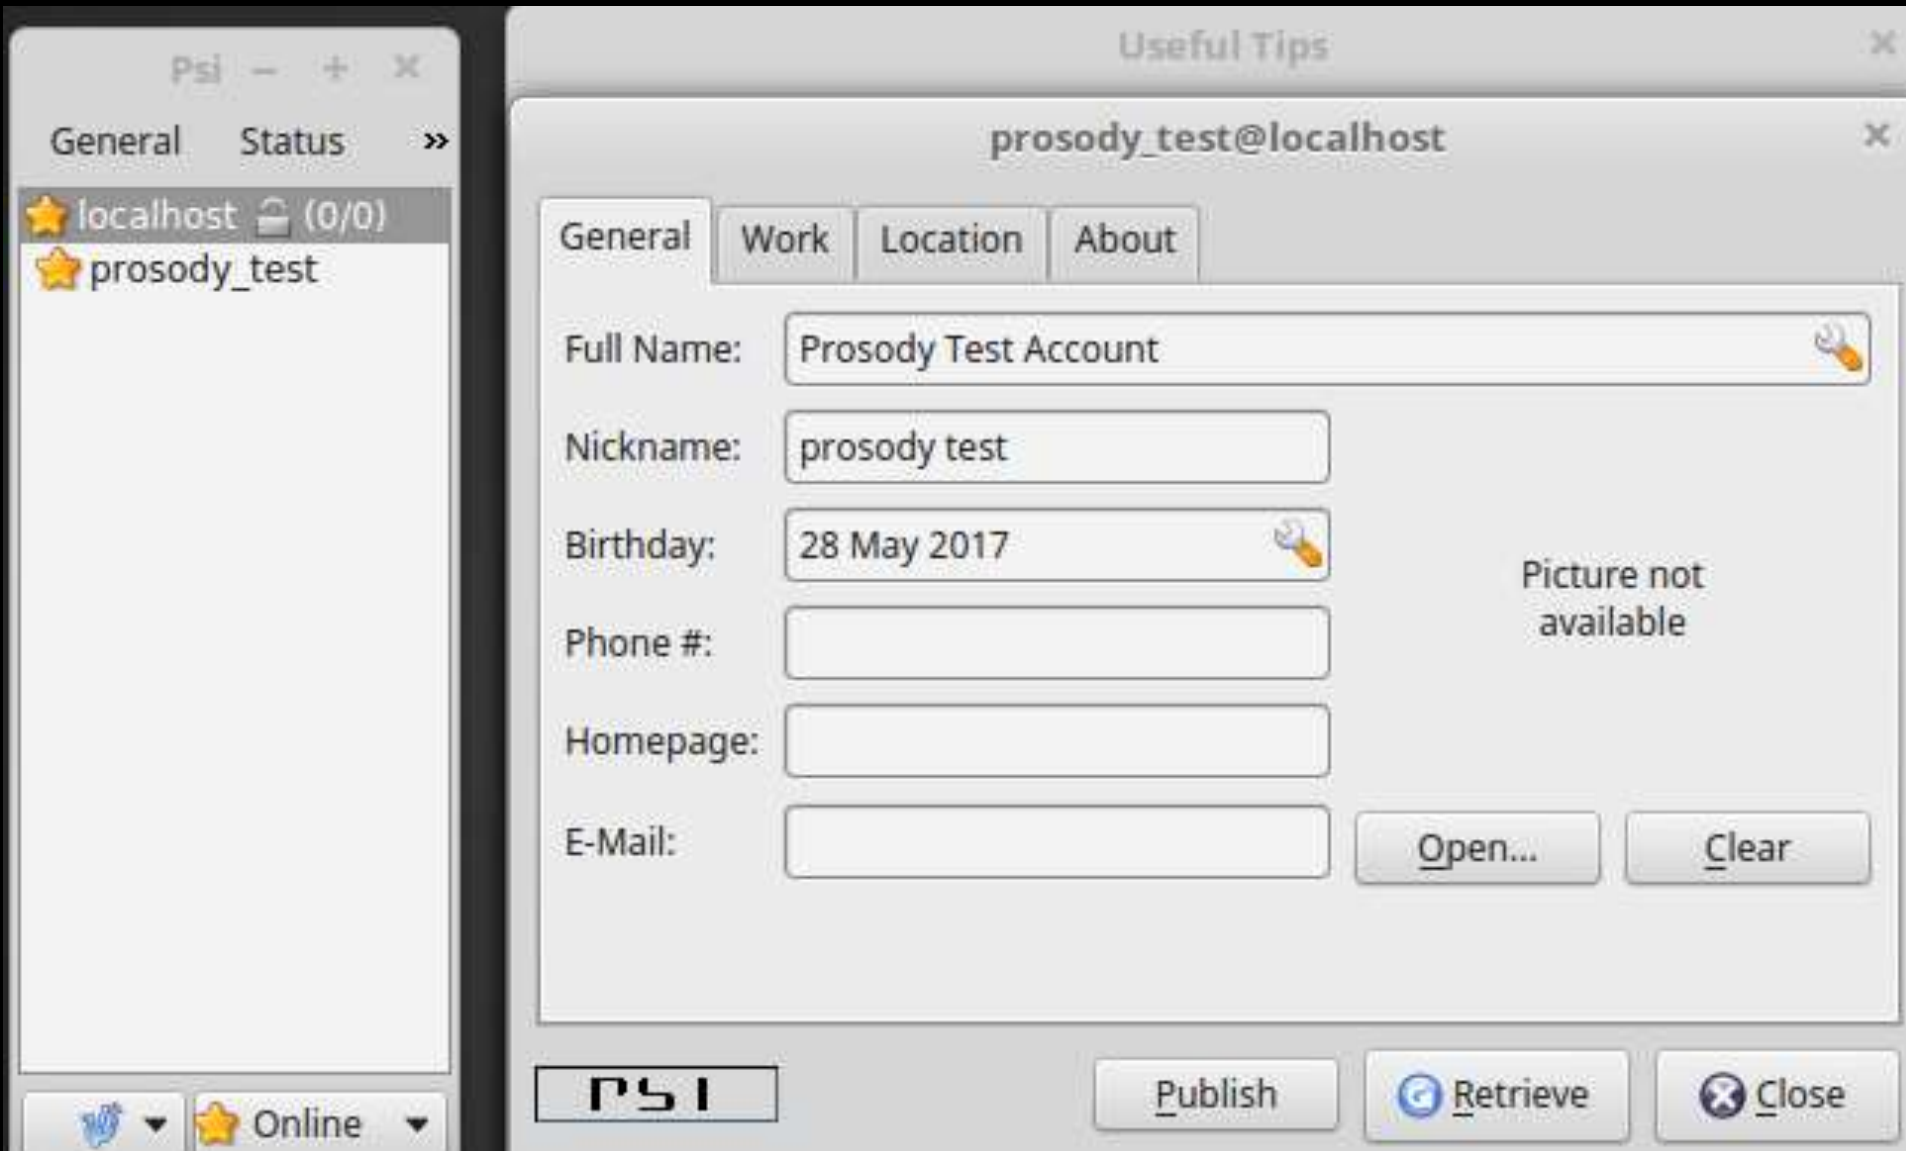 Psi
General Status »
localhost (0/0)
prosody_test
Online
Useful Tips
prosody_test@localhost
General Work Location About
Full Name: Prosody Test Account
Nickname: prosody test
Birthday: 28 May 2017
Phone #:
Picture not
available
Homepage:
E-Mail:
Open... Clear
PSI
Publish Retrieve Close